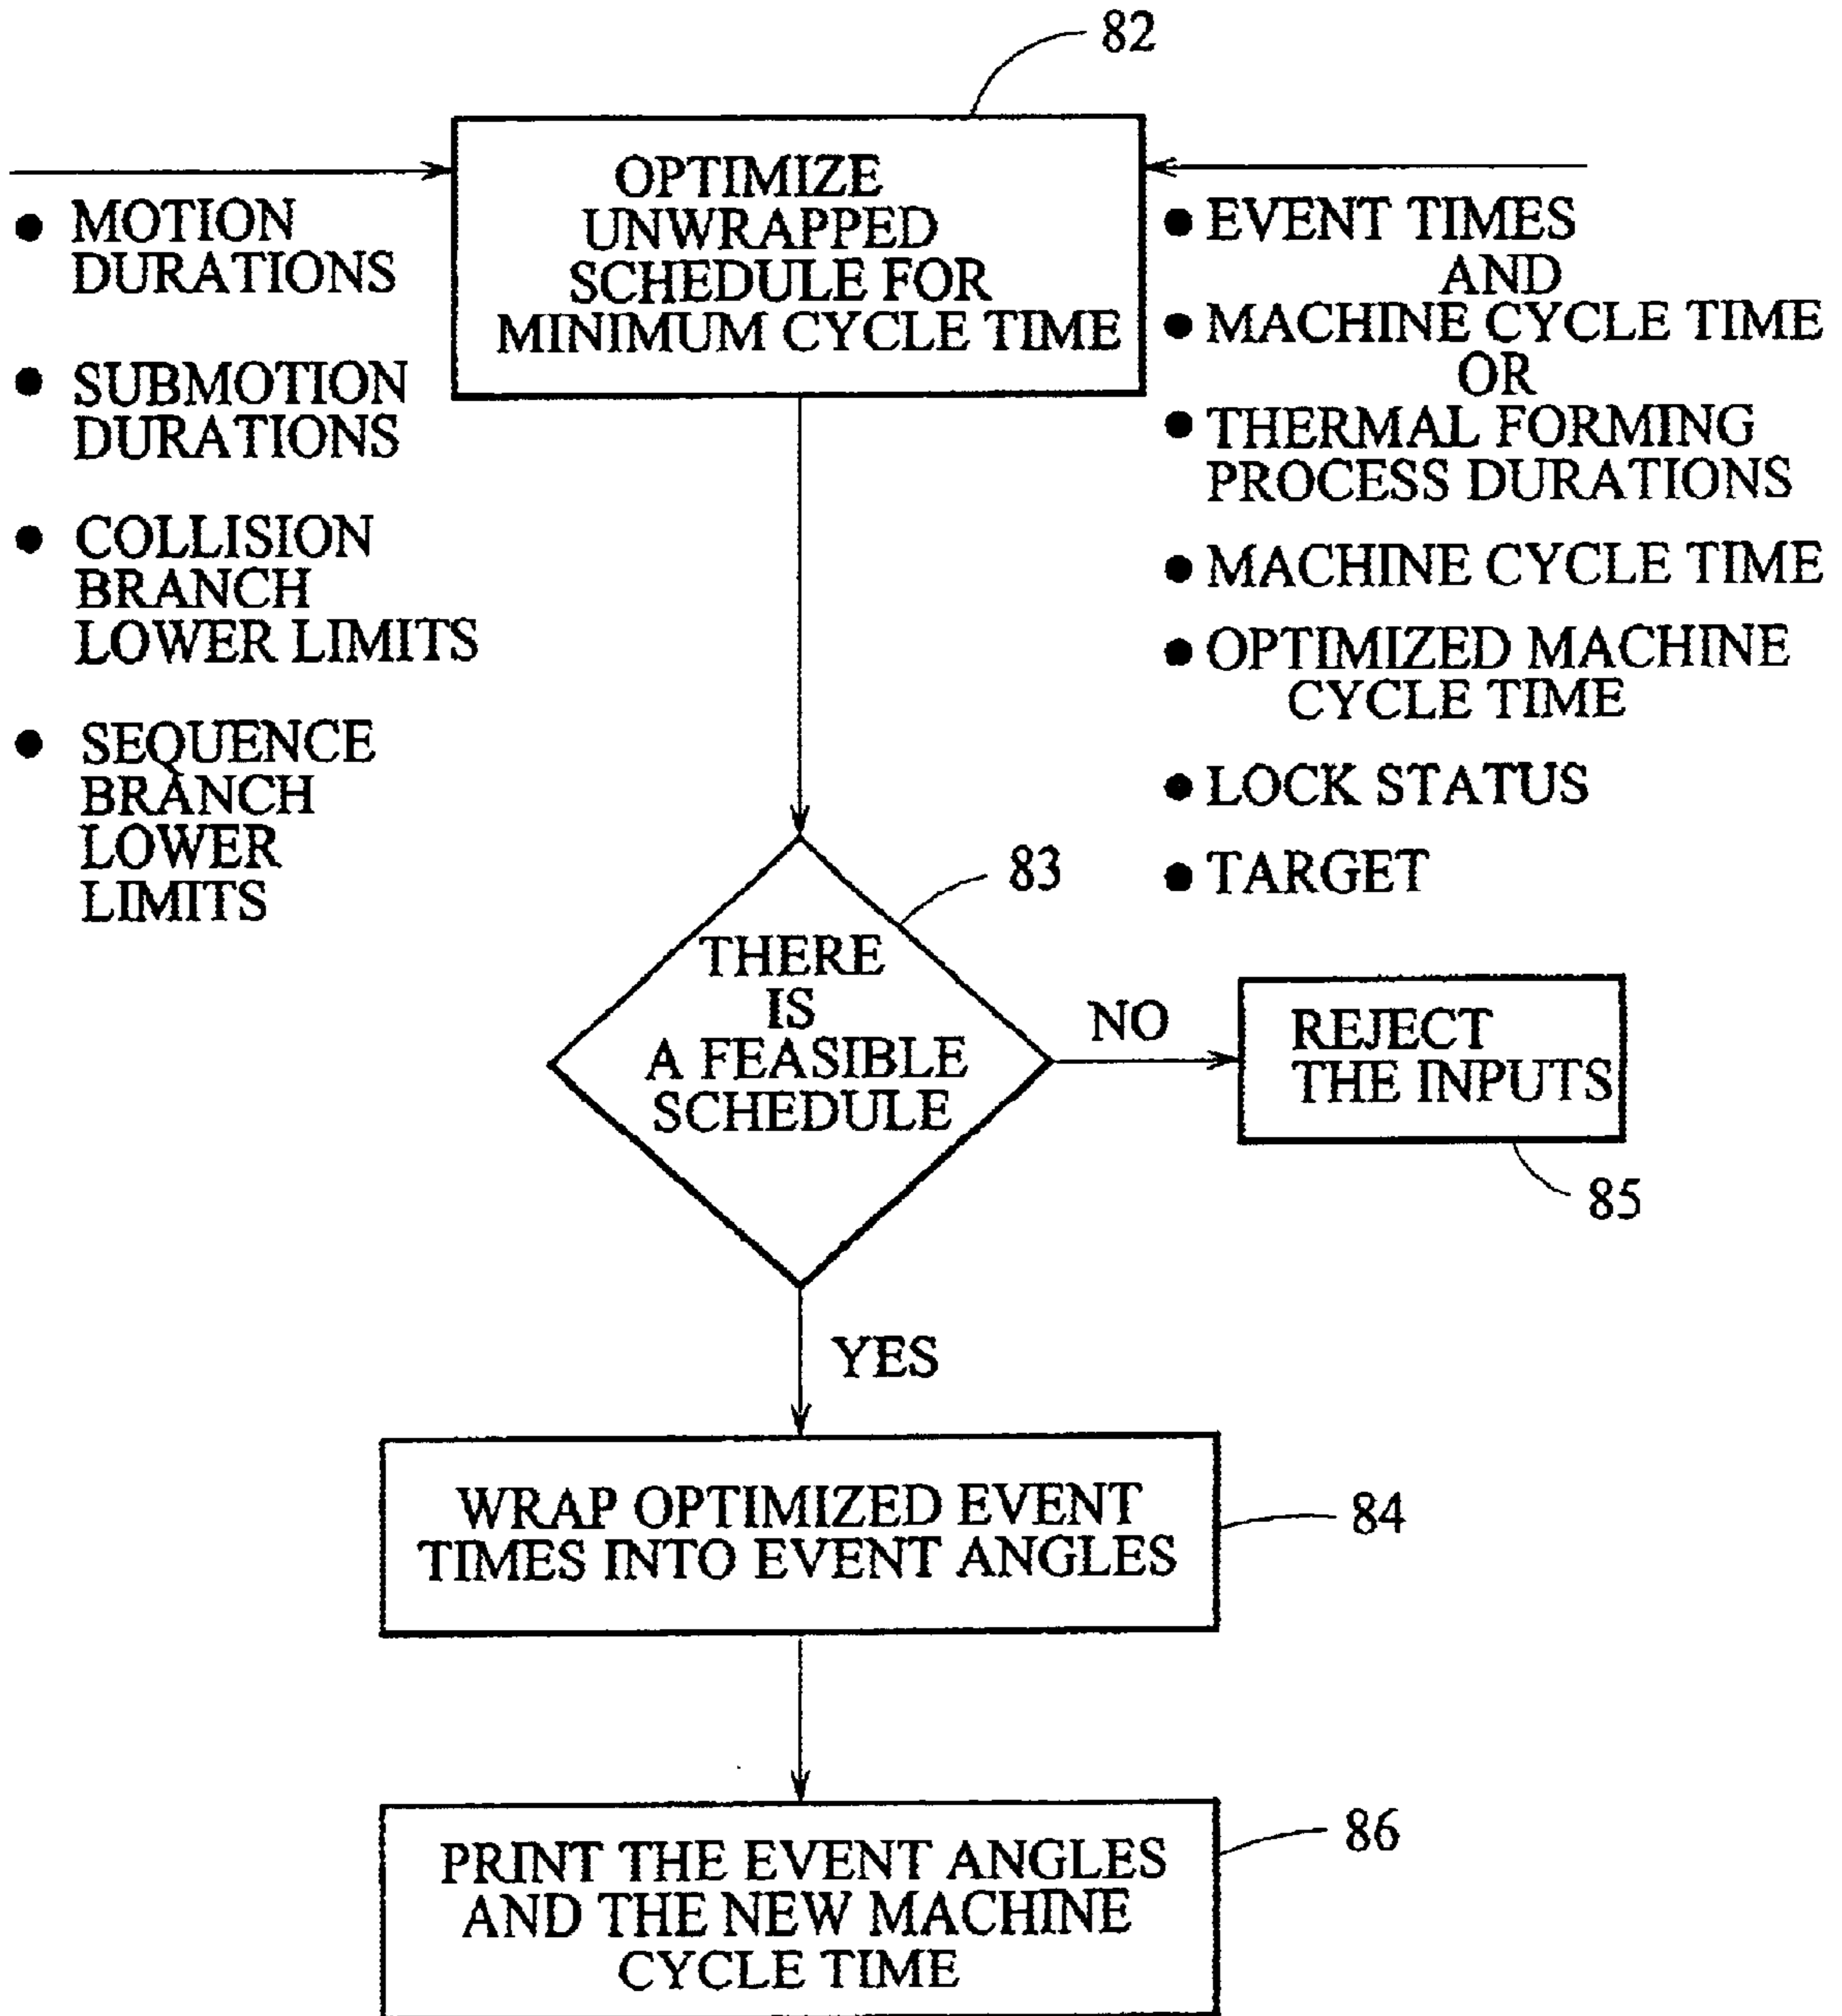 82
OPTIMIZE
UNWRAPPED
SCHEDULE FOR
MINIMUM CYCLE TIME
● MOTION
DURATIONS
● SUBMOTION
DURATIONS
● COLLISION
BRANCH
LOWER LIMITS
● SEQUENCE
BRANCH
LOWER
LIMITS
● EVENT TIMES
AND
● MACHINE CYCLE TIME
OR
● THERMAL FORMING
PROCESS DURATIONS
● MACHINE CYCLE TIME
● OPTIMIZED MACHINE
CYCLE TIME
● LOCK STATUS
● TARGET
83
THERE
IS
A FEASIBLE
SCHEDULE
NO
REJECT
THE INPUTS
85
YES
WRAP OPTIMIZED EVENT
TIMES INTO EVENT ANGLES
84
PRINT THE EVENT ANGLES
AND THE NEW MACHINE
CYCLE TIME
86